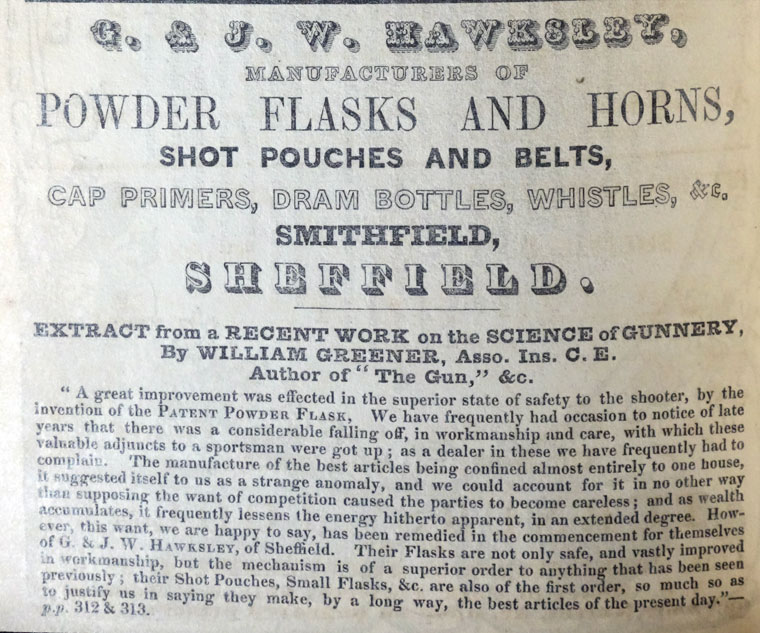 G. & J. W. HAWKSLEY,
MANUFACTURERS OF
POWDER FLASKS AND HORNS,
SHOT POUCHES AND BELTS,
CAP PRIMERS, DRAM BOTTLES, WHISTLES, &c.
SMITHFIELD,
SHEFFIELD.
EXTRACT from a RECENT WORK on the SCIENCE of GUNNERY,
By WILLIAM GREENER, Asso. Ins. C. E.
Author of "The Gun," &c.
"A great improvement was effected in the superior state of safety to the shooter, by the
invention of the PATENT POWDER FLASK, We have frequently had occasion to notice of late
years that there was a considerable falling off, in workmanship and care, with which these
valuable adjuncts to a sportsman were got up; as a dealer in these we have frequently had to
complain. The manufacture of the best articles being confined almost entirely to one house,
it suggested itself to us as a strange anomaly, and we could account for it in no other way
than supposing the want of competition caused the parties to become careless; and as wealth
accumulates, it frequently lessens the energy hitherto apparent, in an extended degree. How-
ever, this want, we are happy to say, has been remedied in the commencement for themselves
of G. & J. W. HAWKSLEY, of Sheffield. Their Flasks are not only safe, and vastly improved
in workmanship, but the mechanism is of a superior order to anything that has been seen
previously; their Shot Pouches, Small Flasks, &c. are also of the first order, so much so as
to justify us in saying they make, by a long way, the best articles of the present day."—
p.p. 312 & 313.